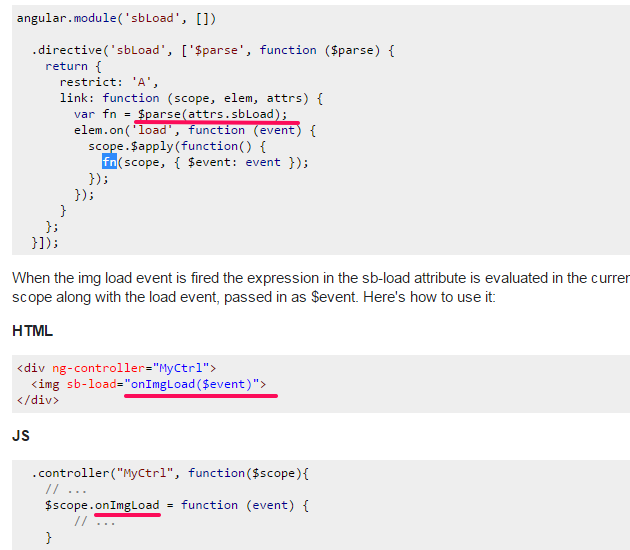 angular.module('sbLoad', [])
.directive('sbLoad', ['$parse', function ($parse) {
return {
restrict: 'A',
link: function (scope, elem, attrs) {
var fn = $parse(attrs.sbLoad);
elem.on('load', function (event) {
scope.$apply(function() {
fn(scope, { $event: event });
});
});
}
};
}]);
When the img load event is fired the expression in the sb-load attribute is evaluated in the currer
scope along with the load event, passed in as $event. Here's how to use it:
HTML
<div ng-controller="MyCtrl">
<img sb-load="onImgLoad($event)">
</div>
JS
.controller("MyCtrl", function($scope){
// ...
$scope.onImgLoad = function (event) {
// ...
}